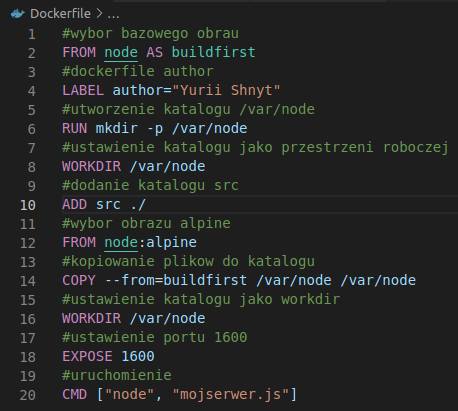 Dockerfile > ...
1 #wybor bazowego obrau
2 FROM node AS buildfirst
3 #dockerfile author
4 LABEL author="Yurii Shnyt"
5 #utworzenie katalogu /var/node
6 RUN mkdir -p /var/node
7 #ustawienie katalogu jako przestrzeni roboczej
8 WORKDIR /var/node
9 #dodanie katalogu src
10 ADD src ./
11 #wybor obrazu alpine
12 FROM node:alpine
13 #kopiowanie plikow do katalogu
14 COPY --from=buildfirst /var/node /var/node
15 #ustawienie katalogu jako workdir
16 WORKDIR /var/node
17 #ustawienie portu 1600
18 EXPOSE 1600
19 #uruchomienie
20 CMD ["node", "mojserwer.js"]